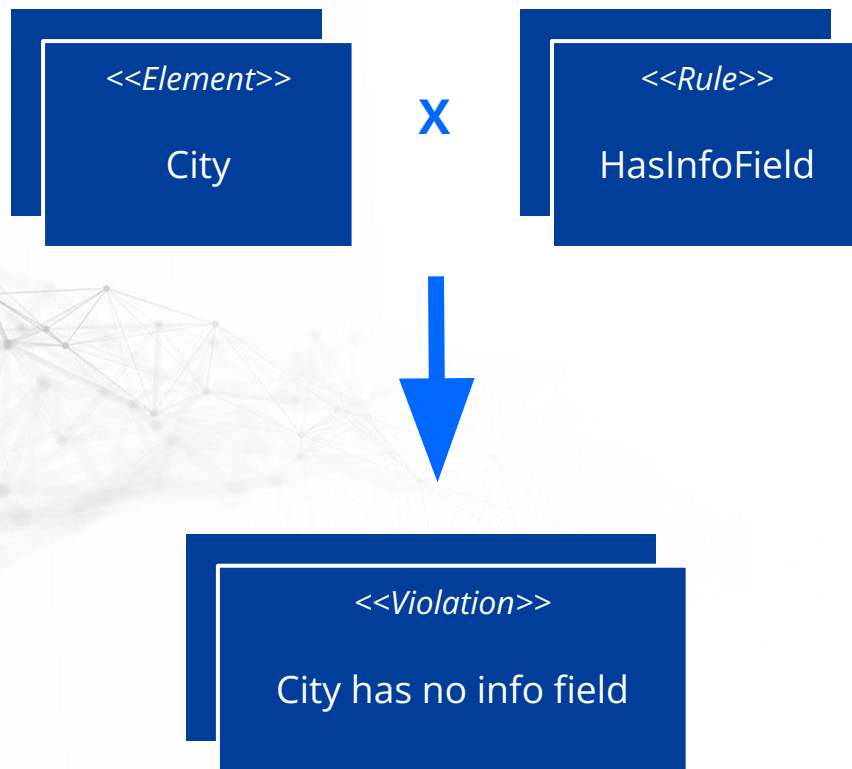 <<Element>>
City
X
<<Rule>>
HasInfoField
<<Violation>>
City has no info field